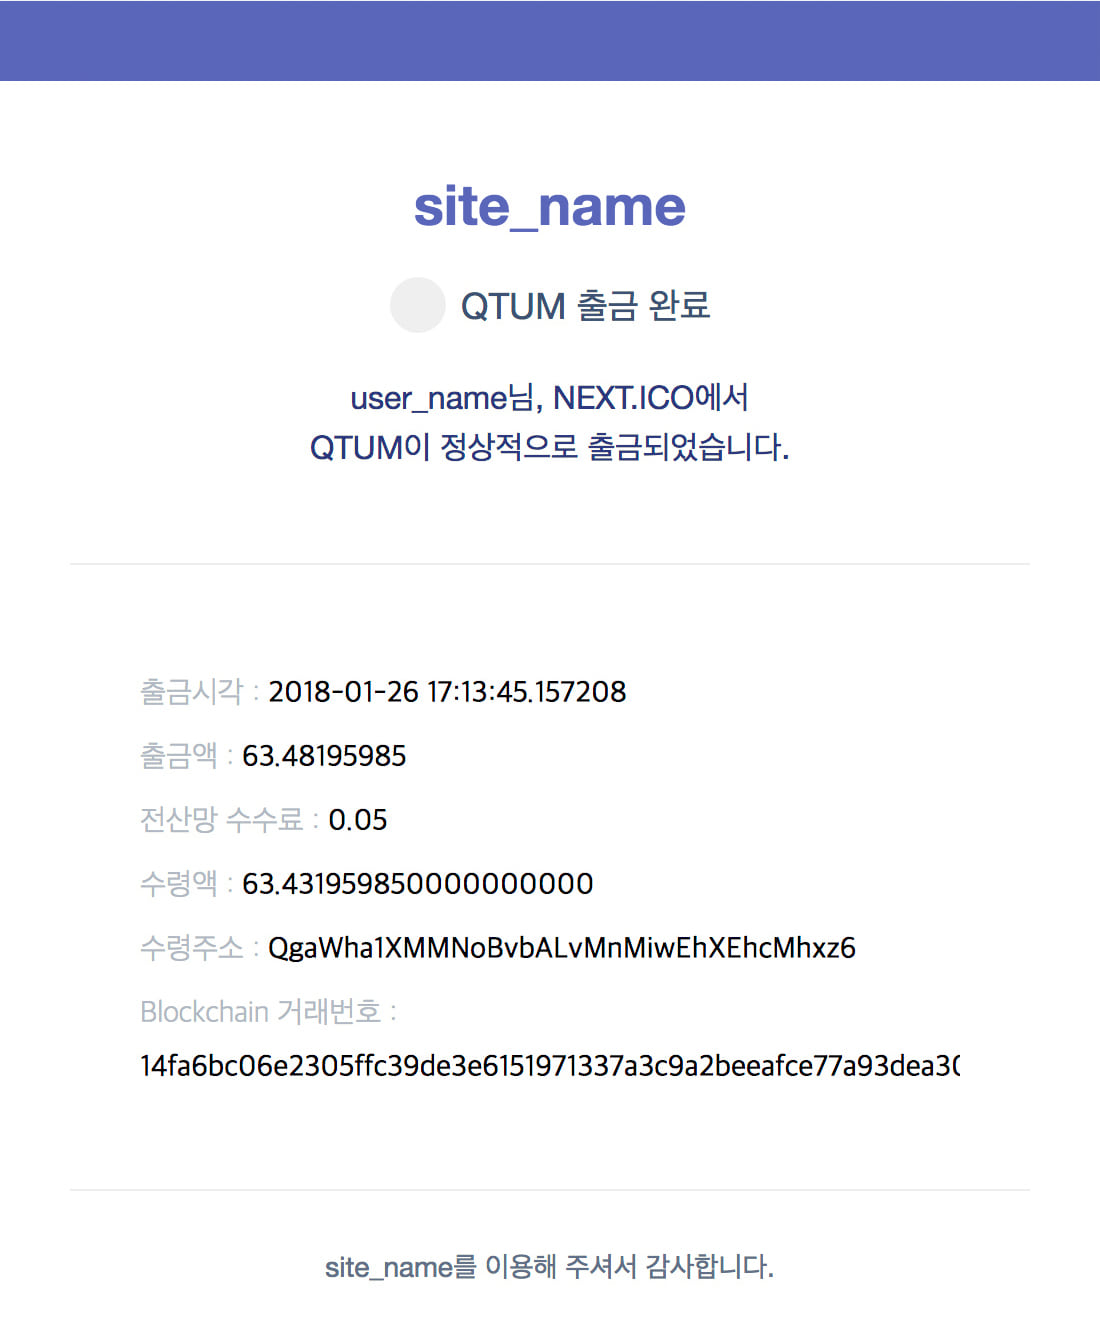 site_name
QTUM 출금 완료
user_name님, NEXT.ICO에서
QTUM이 정상적으로 출금되었습니다.
출금시각 : 2018-01-26 17:13:45.157208
출금액 : 63.48195985
전산망 수수료 : 0.05
수령액 : 63.431959850000000000
수령주소 : QgaWha1XMMNoBvbALvMnMiwEhXEhcMhxz6
Blockchain 거래번호 :
14fa6bc06e2305ffc39de3e6151971337a3c9a2beeafce77a93dea30
site_name를 이용해 주셔서 감사합니다.